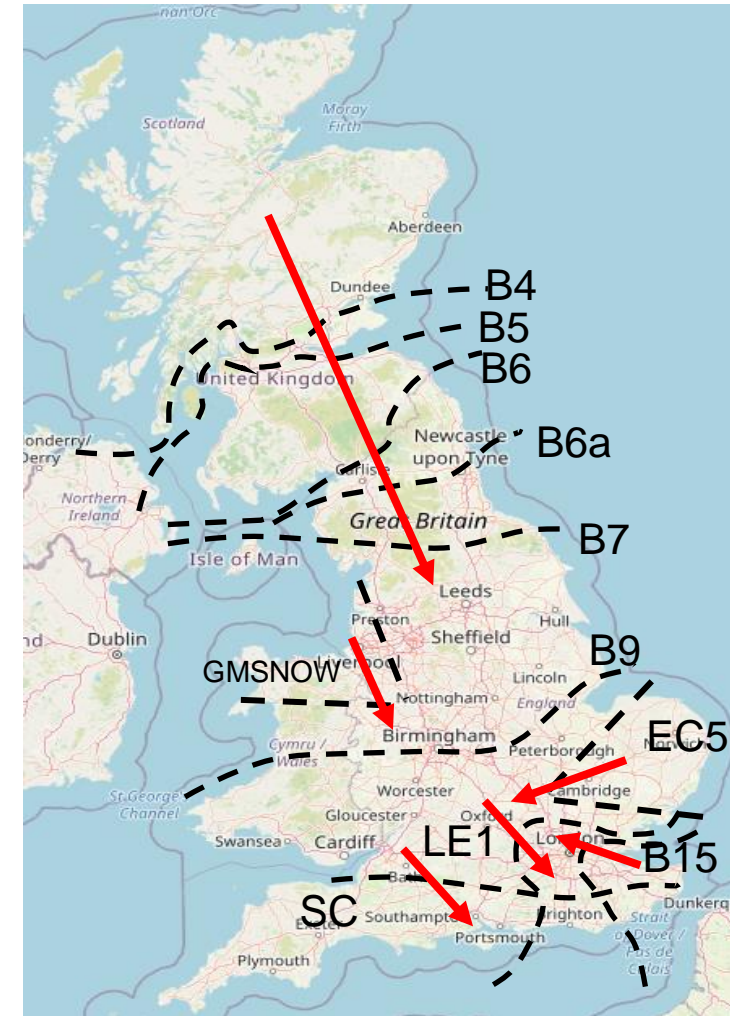 nan Orc
Moray
Firth
Scotland
Aberdeen
Dundee
B4
B5
United Kingdom
B6
onderry/
Derry
Newcastle
upon Tyne
B6a
Carlisle
Northern
Ireland
Great Britain
Isle of Man
B7
Leeds
Preston
Hull
nd
Dublin
Sheffield
GMSNOW
Liverpool
B9
Lincoln
Nottingham
England
Birmingham
EC5
Norwich
Cymru /
Wales
Peterborough
St George's
Channel
Worcester
Cambridge
Gloucester
Oxford
LE1
London
Swansea
Cardiff
B15
Bath
SC
Southampton
Brighton
Dunkerq
Exeter
Portsmouth
Strait
of Dover /
Pas de
Calais
Plymouth